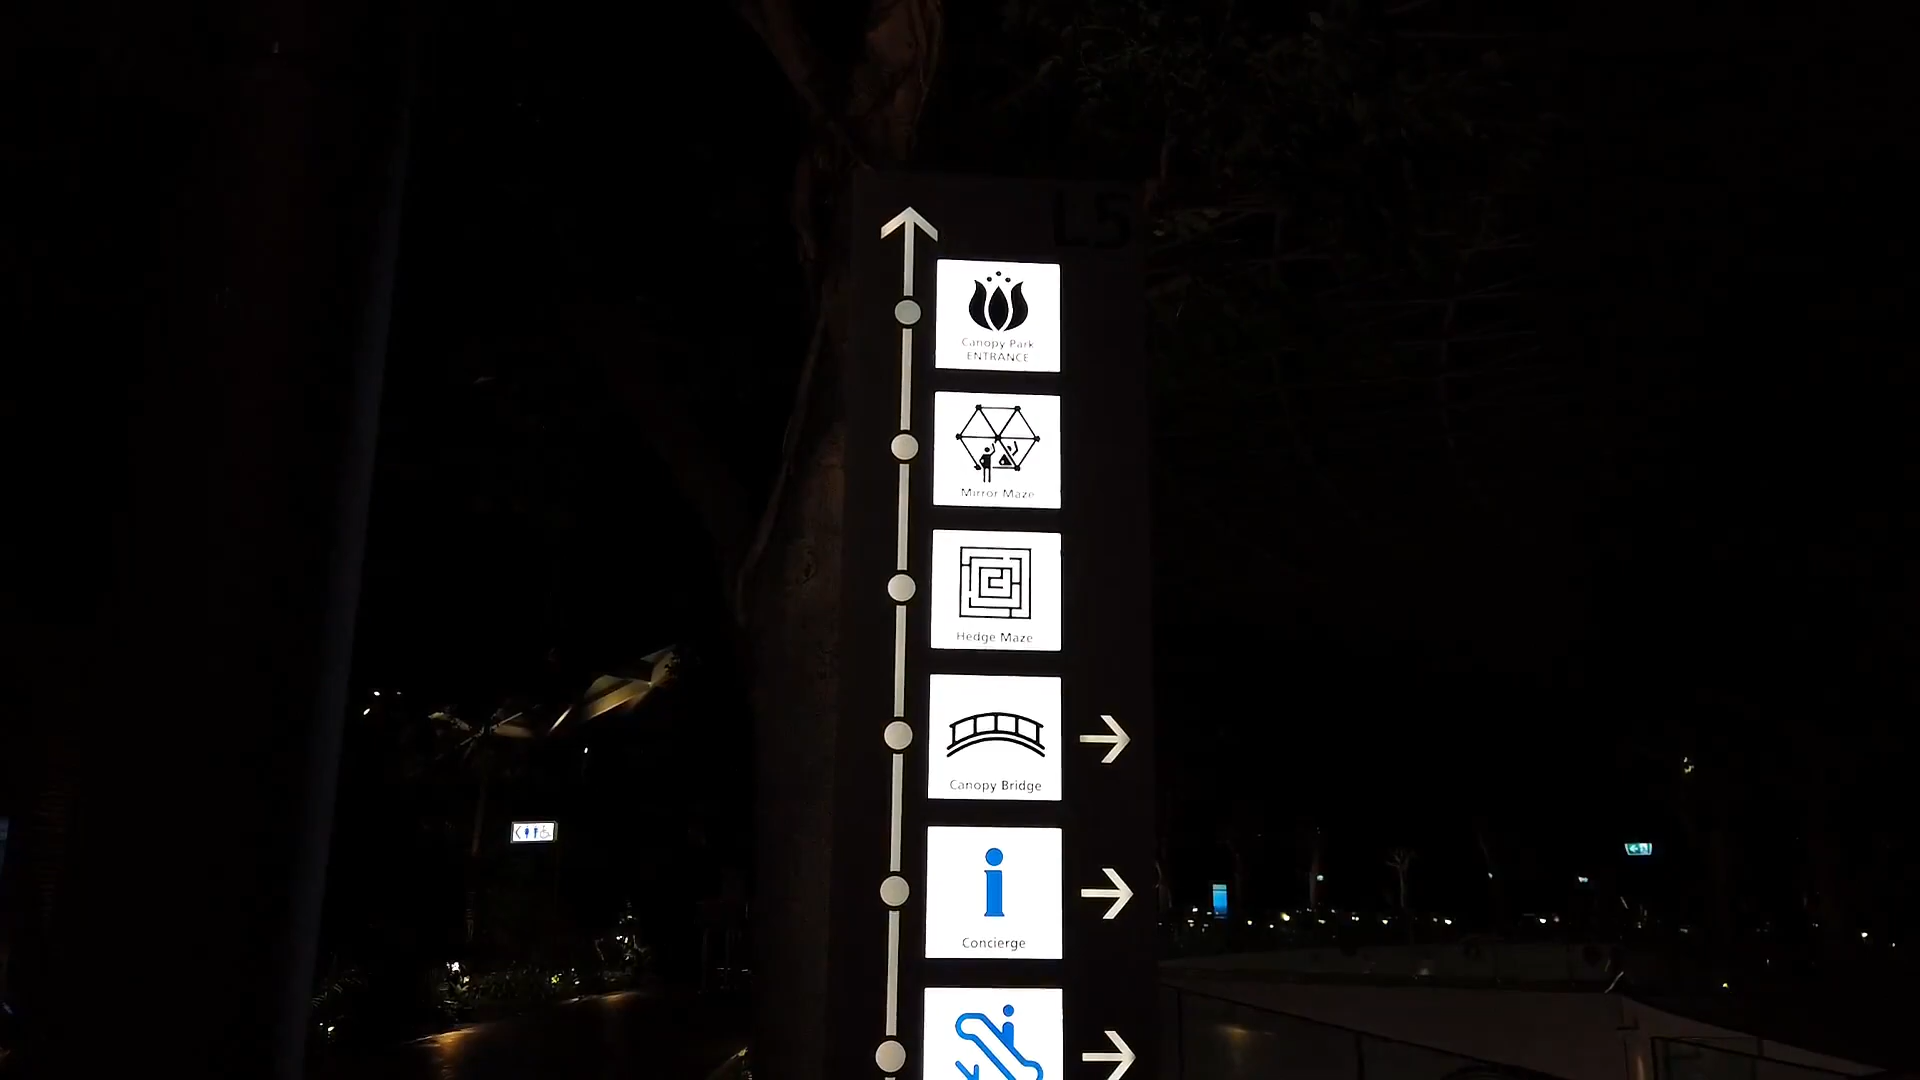 L5
Canopy Park
ENTRANCE
Mirror Maze
Hedge Maze
Canopy Bridge
Concierge